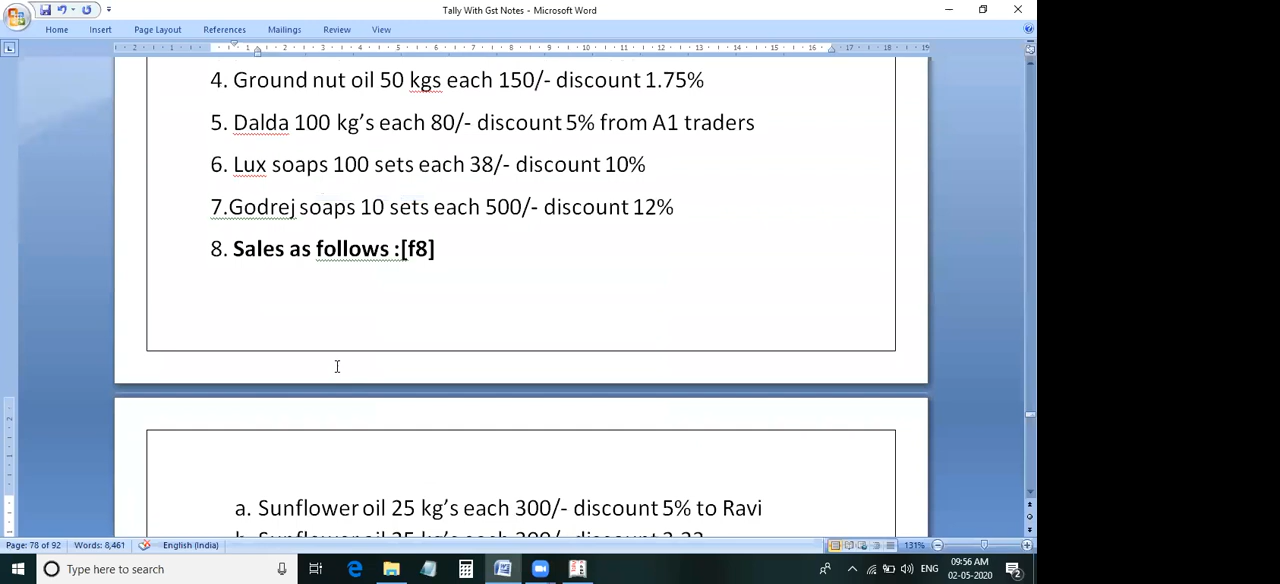 Tally With Gst Notes - Microsoft Word
Home Insert Page Layout References Mailings Review View
4. Ground nut oil 50 kgs each 150/- discount 1.75%
5. Dalda 100 kg's each 80/- discount 5% from A1 traders
6. Lux soaps 100 sets each 38/- discount 10%
7.Godrej soaps 10 sets each 500/- discount 12%
8. Sales as follows :[f8]
a. Sunflower oil 25 kg's each 300/- discount 5% to Ravi
Page: 78 of 92 Words: 8,461 English (India) 131%
Type here to search
ENG
09:56 AM
02-05-2020